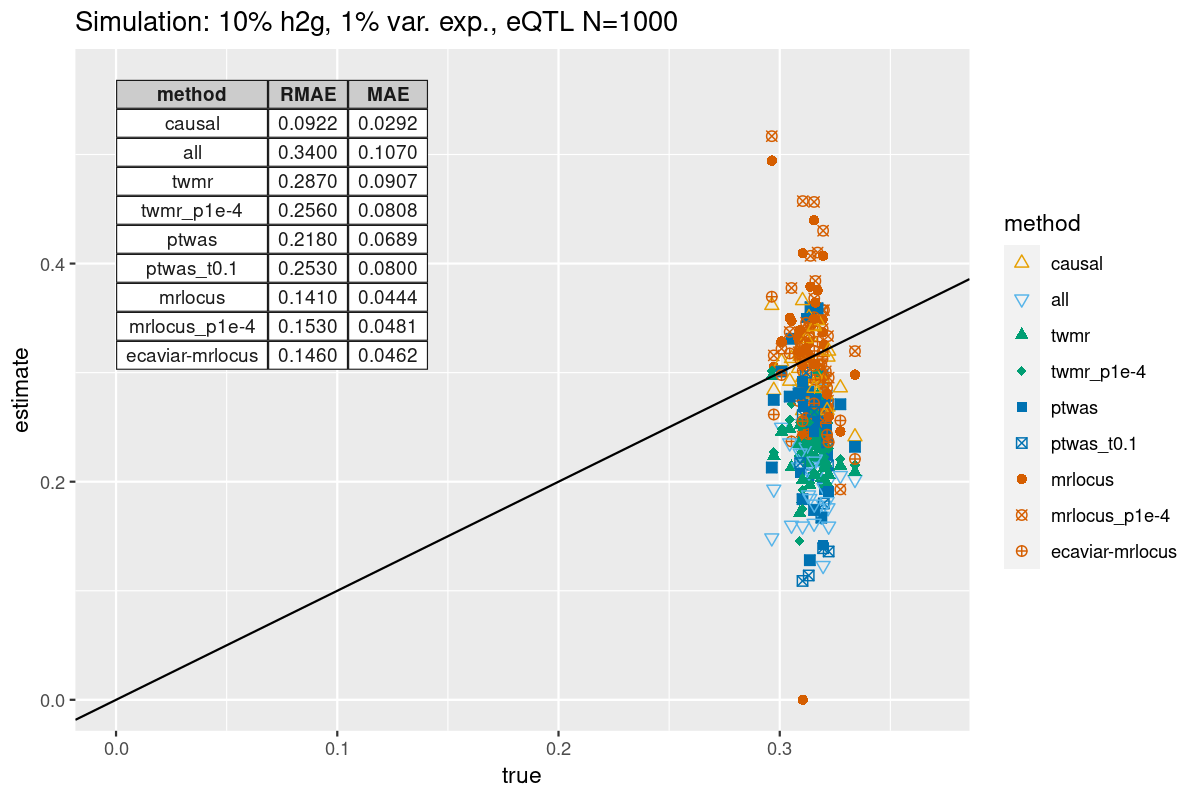 Simulation: 10% h2g, 1% var. exp., eQTL N=1000
method RMAE MAE
causal 0.0922 0.0292
all 0.3400 0.1070
twmr 0.2870 0.0907
twmr_p1e-4 0.2560 0.0808
ptwas 0.2180 0.0689
ptwas_t0.1 0.2530 0.0800
mrlocus 0.1410 0.0444
mrlocus_p1e-4 0.1530 0.0481
ecaviar-mrlocus 0.1460 0.0462
estimate
0.4
0.2
0.0
0.0 0.1 0.2 0.3
true
method
causal
all
twmr
twmr_p1e-4
ptwas
ptwas_t0.1
mrlocus
mrlocus_p1e-4
ecaviar-mrlocus